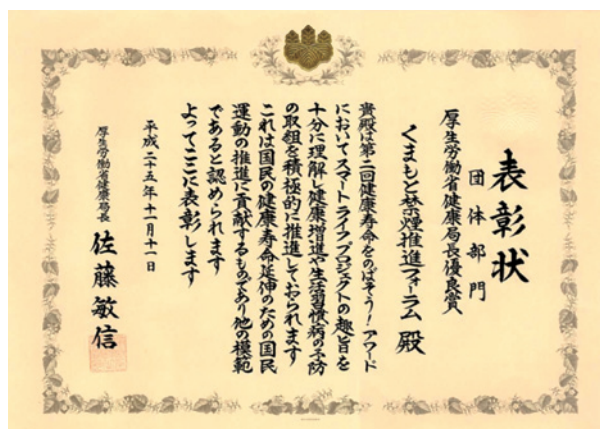 表彰状
団体部門
厚生労働省健康局長優良賞
くまもと禁煙推進フォーラム 殿
貴殿は第二回健康寿命をのばそう！アワード
においてスマートライフプロジェクトの趣旨を
十分に理解し健康増進や生活習慣病の予防
の取組を積極的に推進しておられます
これは国民の健康寿命延伸のための国民
運動の推進に貢献するものであり他の模範
であると認められます
よってここに表彰します
平成二十五年十一月十一日
厚生労働省健康局長
佐藤敏信